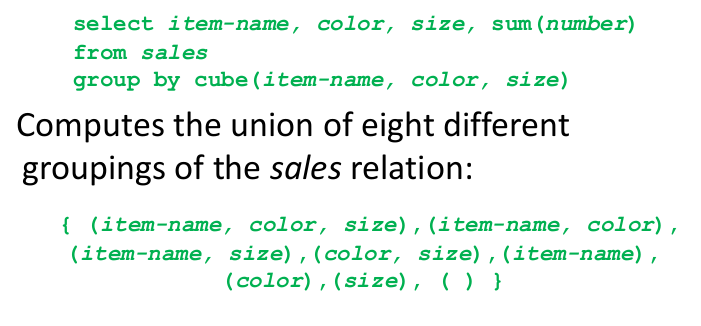 select item-name, color, size, sum(number)
from sales
group by cube(item-name, color, size)
Computes the union of eight different
groupings of the sales relation:
{ (item-name, color, size),(item-name, color),
(item-name, size),(color, size),(item-name),
(color),(size), ( ) }